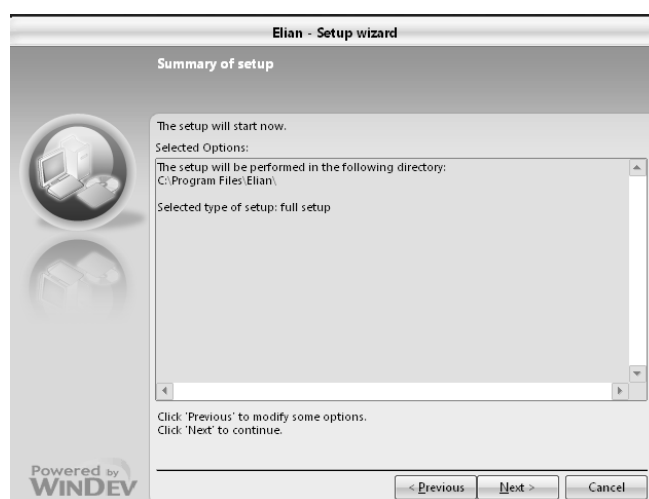 Elian - Setup wizard
Summary of setup
The setup will start now.
Selected Options:
The setup will be performed in the following directory:
C:\Program Files\Elian\
Selected type of setup: full setup
Click 'Previous' to modify some options.
Click 'Next' to continue.
Powered by
WINDEV
< Previous Next > Cancel